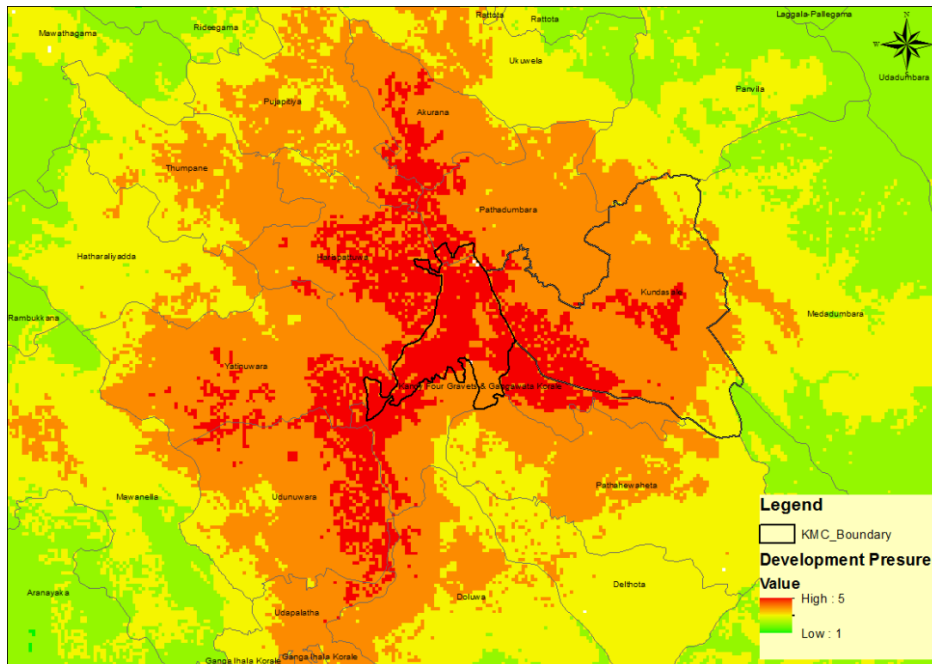 Rattota
Rattota
Laggala-Pallegama
Rideegama
Mawathagama
N
W
Ukuwela
Udadumbara
Panvila
Pujapitiya
Akurana
Thumpane
Pathadumbara
Hatharaliyadda
Kundasale
Medadumbara
Rambukkana
Yatinuwara
Four Gravets & Gangawata Korale
Pathahewaheta
Mawanella
Udunuwara
Legend
KMC_Boundary
Development Presure
Value
High : 5
Low : 1
Delthota
Doluwa
Aranayaka
Udapalatha
Ganga Ihala Korale
Ganga Ihala Korale